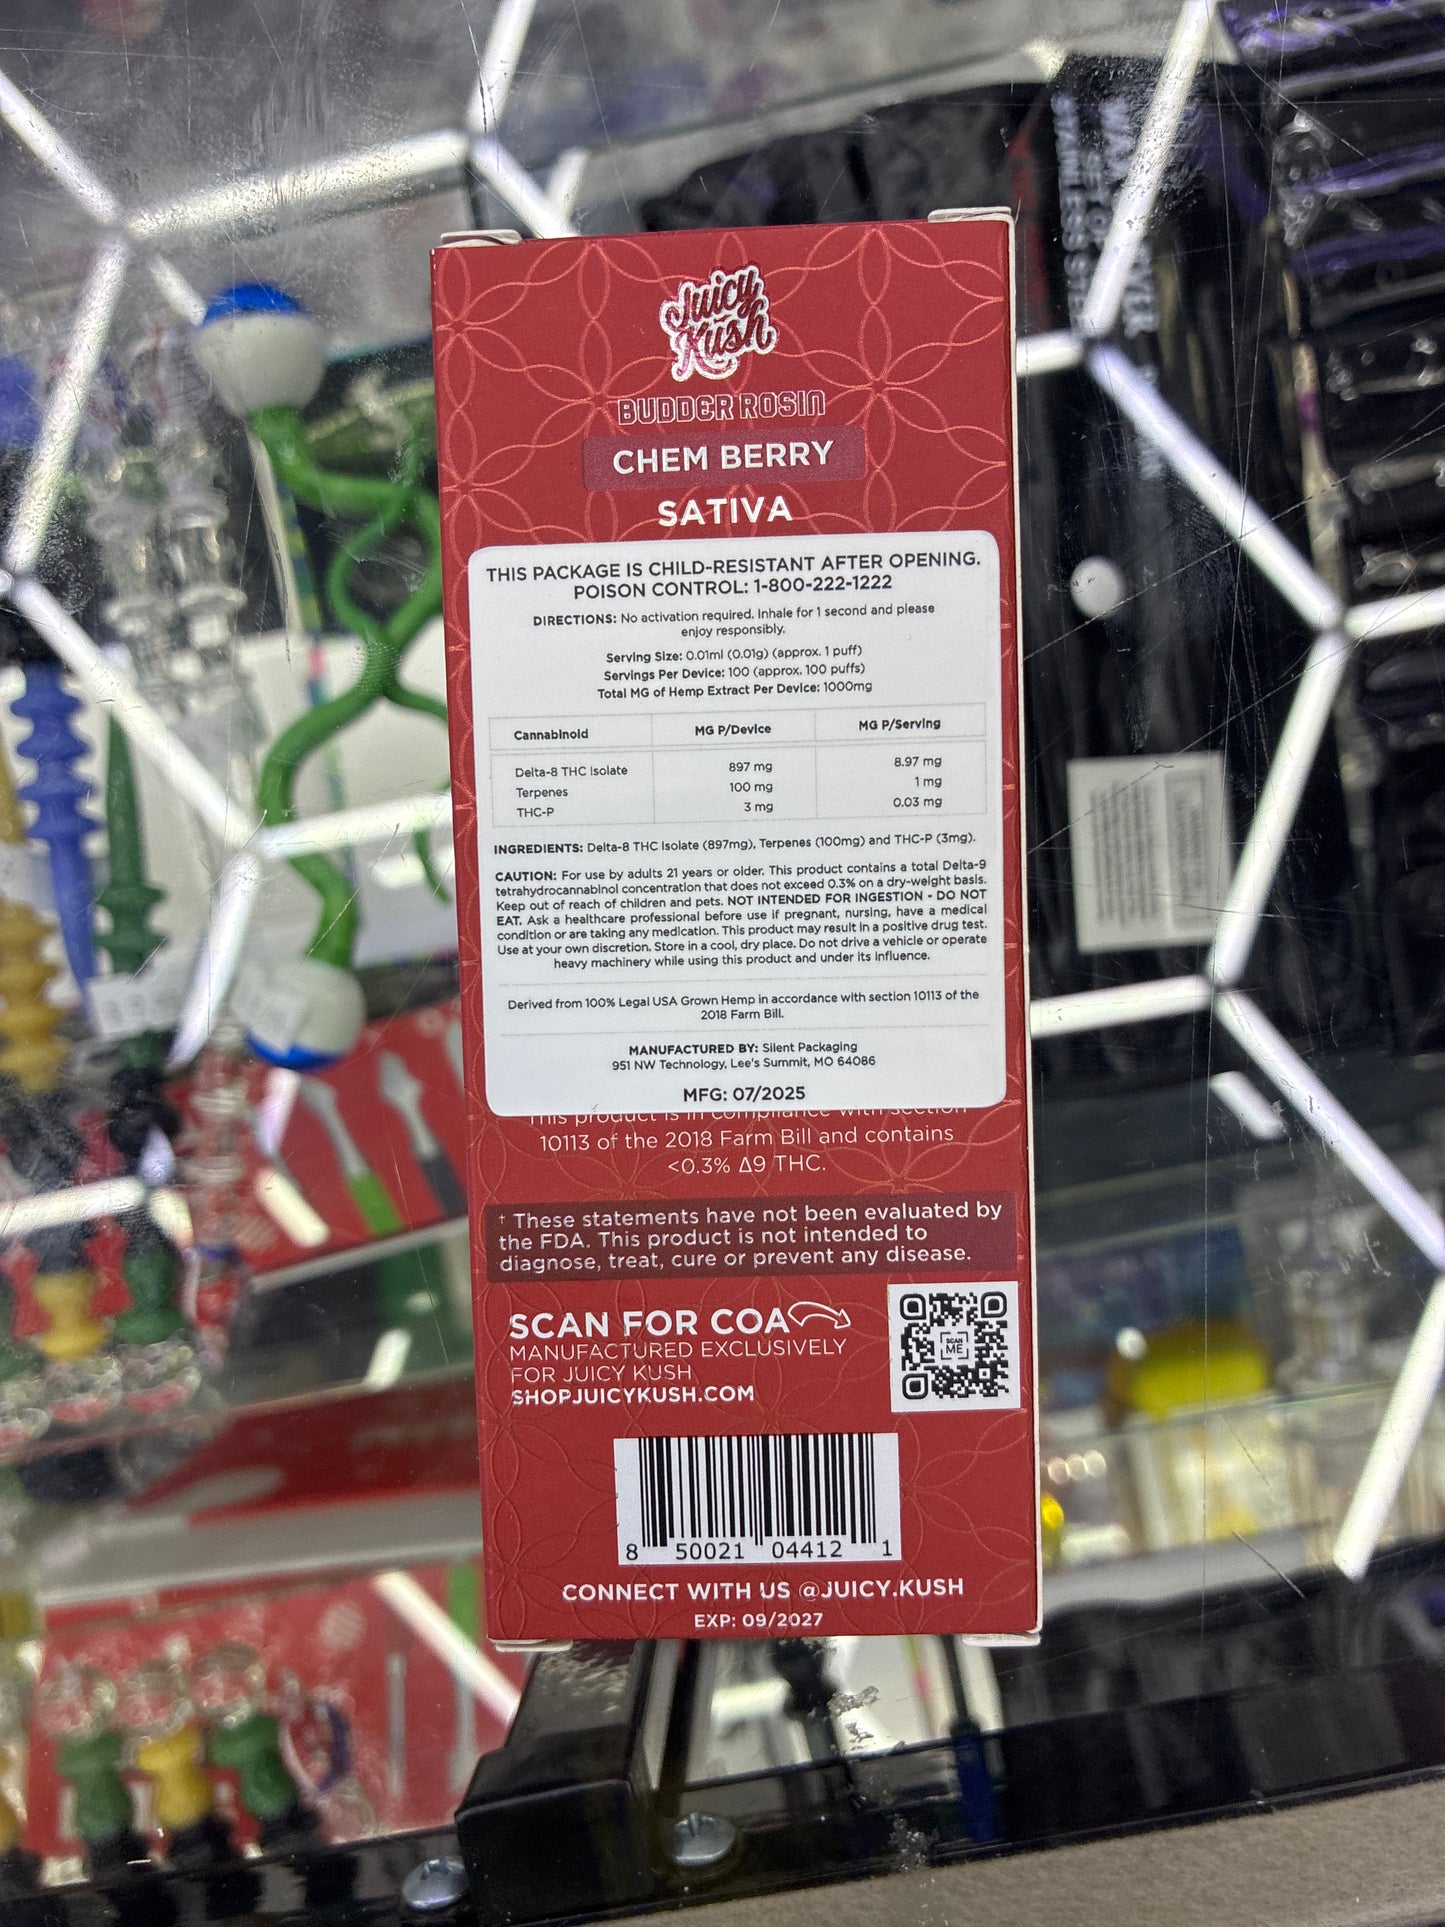 Juicy
Kush
BUDDER ROSIN
CHEM BERRY
SATIVA
THIS PACKAGE IS CHILD-RESISTANT AFTER OPENING.
POISON CONTROL: 1-800-222-1222
DIRECTIONS: No activation required. Inhale for 1 second and please
enjoy responsibly.
Serving Size: 0.01ml (0.01g) (approx. 1 puff)
Servings Per Device: 100 (approx. 100 puffs)
Total MG of Hemp Extract Per Device: 1000mg
Cannabinoid MG P/Device MG P/Serving
Delta-8 THC Isolate 897 mg 8.97 mg
Terpenes 100 mg 1 mg
THC-P 3 mg 0.03 mg
INGREDIENTS: Delta-8 THC Isolate (897mg), Terpenes (100mg) and THC-P (3mg).
CAUTION: For use by adults 21 years or older. This product contains a total Delta-9
tetrahydrocannabinol concentration that does not exceed 0.3% on a dry-weight basis.
Keep out of reach of children and pets. NOT INTENDED FOR INGESTION - DO NOT
EAT. Ask a healthcare professional before use if pregnant, nursing, have a medical
condition or are taking any medication. This product may result in a positive drug test.
Use at your own discretion. Store in a cool, dry place. Do not drive a vehicle or operate
heavy machinery while using this product and under its influence.
Derived from 100% Legal USA Grown Hemp in accordance with section 10113 of the
2018 Farm Bill.
MANUFACTURED BY: Silent Packaging
951 NW Technology, Lee's Summit, MO 64086
MFG: 07/2025
This product is in compliance with section
10113 of the 2018 Farm Bill and contains
<0.3% Δ9 THC.
† These statements have not been evaluated by
the FDA. This product is not intended to
diagnose, treat, cure or prevent any disease.
SCAN FOR COA
MANUFACTURED EXCLUSIVELY
FOR JUICY KUSH
SHOPJUICYKUSH.COM
SCAN
ME
8 50021 04412 1
CONNECT WITH US @JUICY.KUSH
EXP: 09/2027